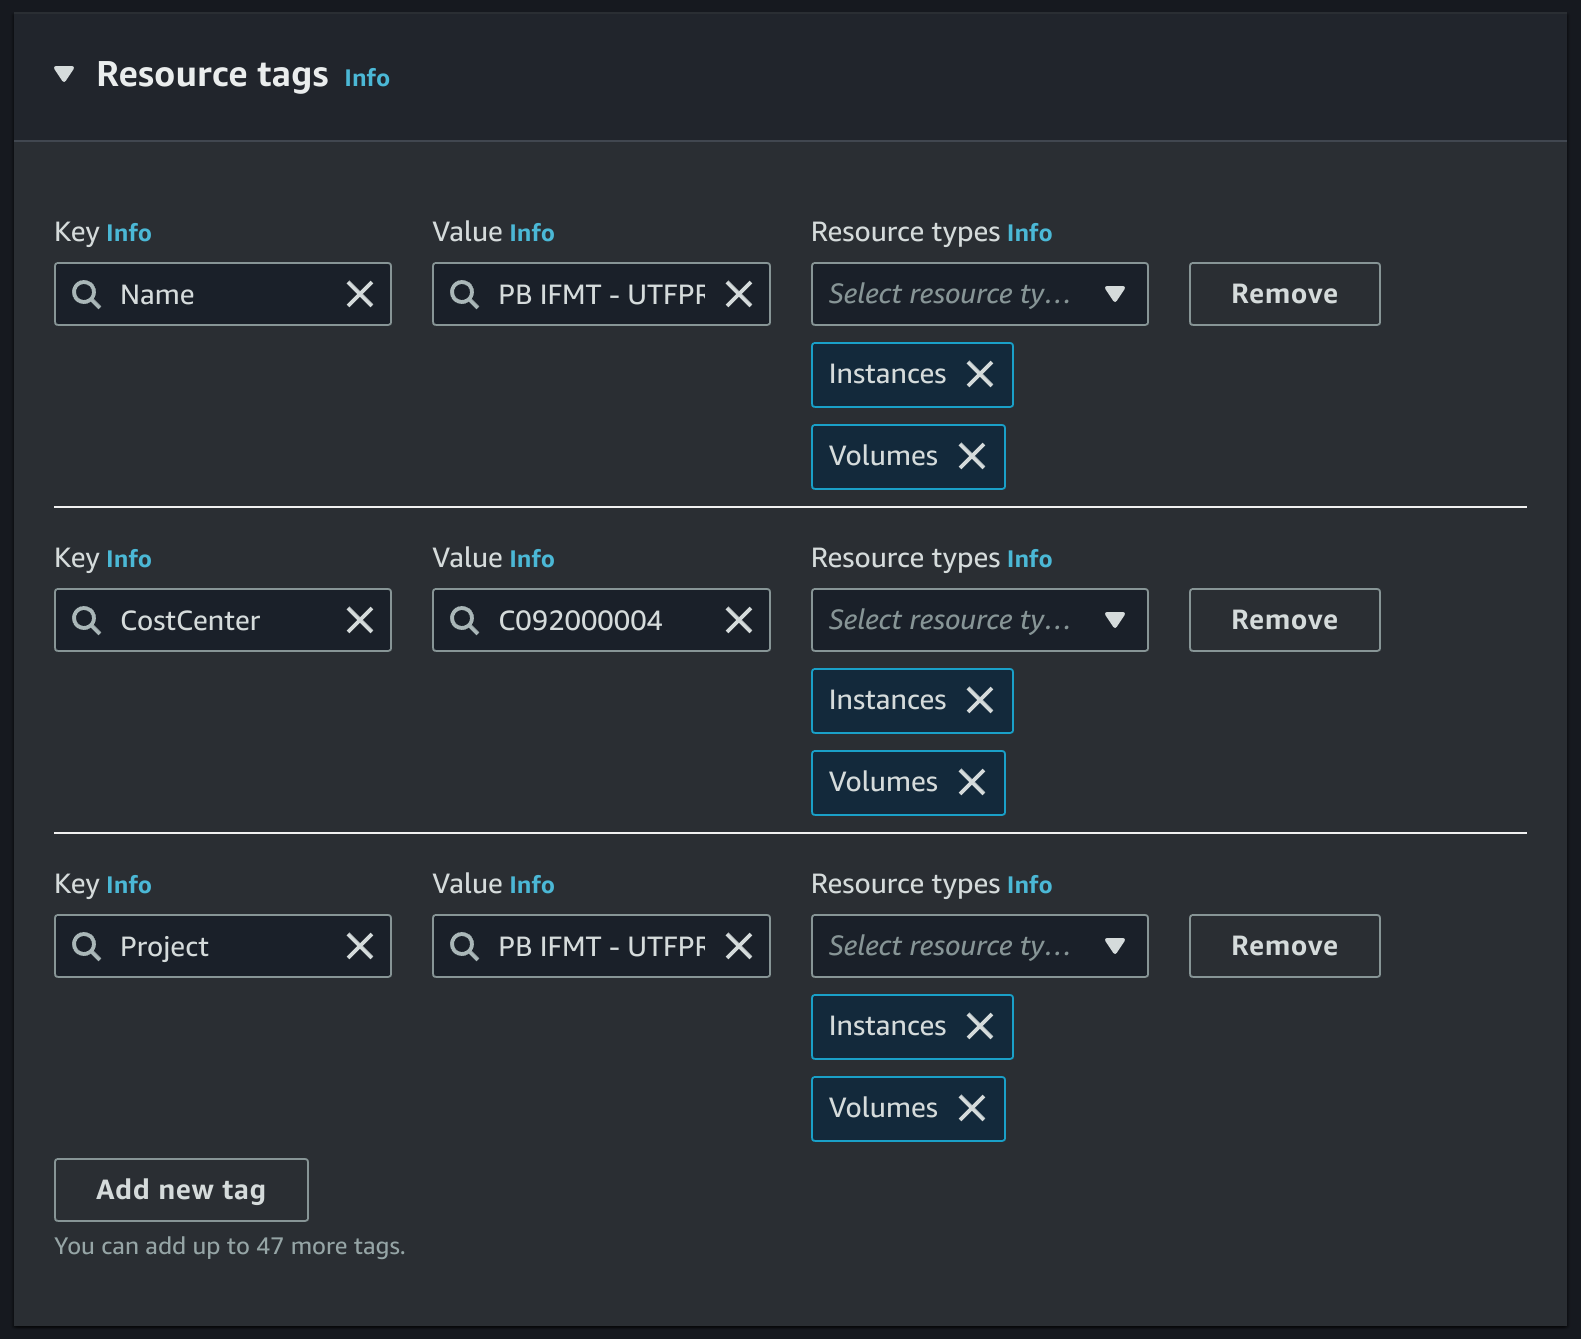 Resource tags Info
Key Info Value Info Resource types Info
Name PB IFMT - UTFPR Select resource ty... Remove
Instances
Volumes
Key Info Value Info Resource types Info
CostCenter C092000004 Select resource ty... Remove
Instances
Volumes
Key Info Value Info Resource types Info
Project PB IFMT - UTFPR Select resource ty... Remove
Instances
Volumes
Add new tag
You can add up to 47 more tags.